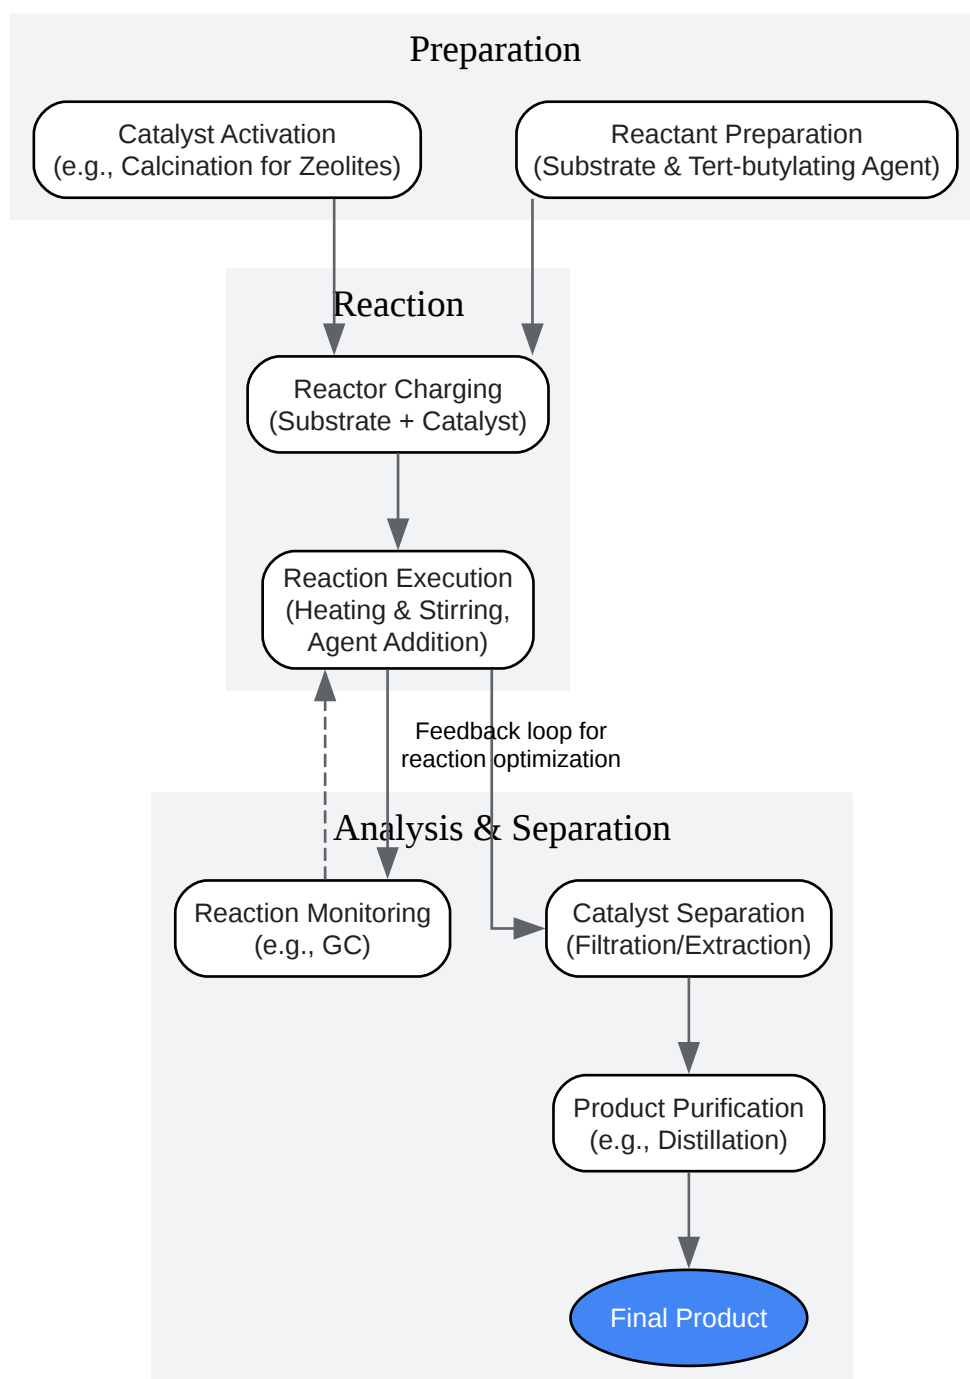 Preparation
Catalyst Activation
(e.g., Calcination for Zeolites)
Reactant Preparation
(Substrate & Tert-butylating Agent)
Reaction
Reactor Charging
(Substrate + Catalyst)
Reaction Execution
(Heating & Stirring,
Agent Addition)
Feedback loop for
reaction optimization
Analysis & Separation
Reaction Monitoring
(e.g., GC)
Catalyst Separation
(Filtration/Extraction)
Product Purification
(e.g., Distillation)
Final Product